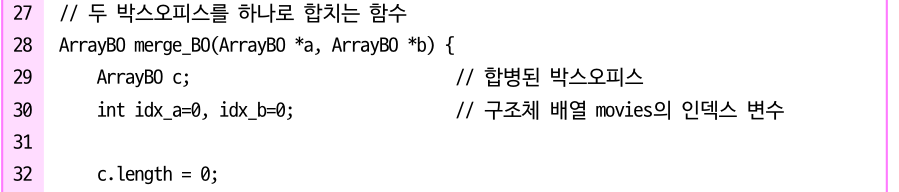 27 // 두 박스오피스를 하나로 합치는 함수
28 ArrayBO merge_BO(ArrayBO *a, ArrayBO *b) {
29 ArrayBO c; // 합병된 박스오피스
30 int idx_a=0, idx_b=0; // 구조체 배열 movies의 인덱스 변수
31
32 c.length = 0;